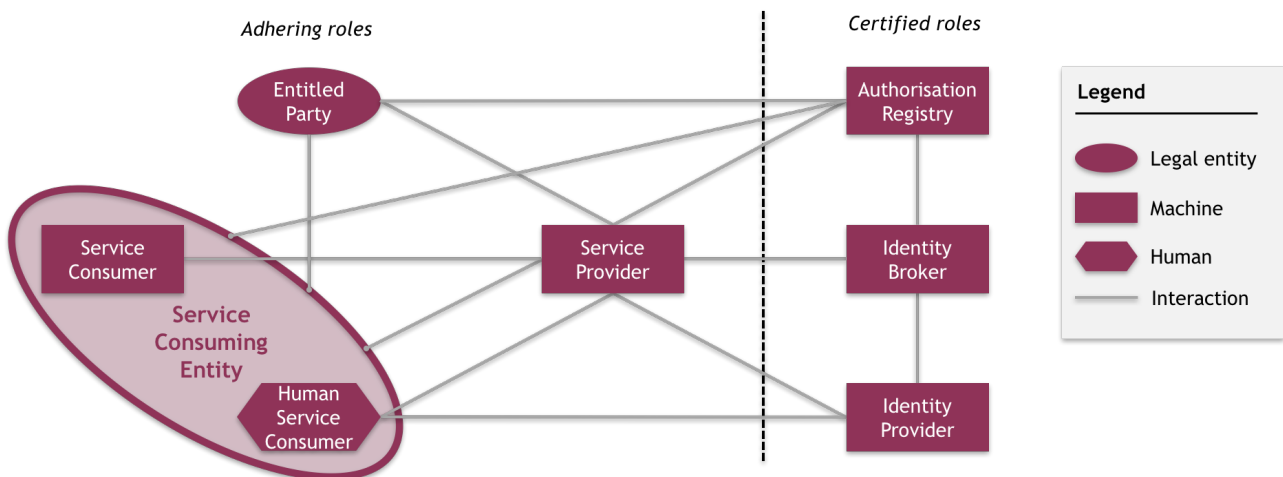 Adhering roles
Certified roles
Entitled
Party
Authorisation
Registry
Service
Consumer
Service
Provider
Identity
Broker
Service
Consuming
Entity
Human
Service
Consumer
Identity
Provider
Legend
Legal entity
Machine
Human
Interaction